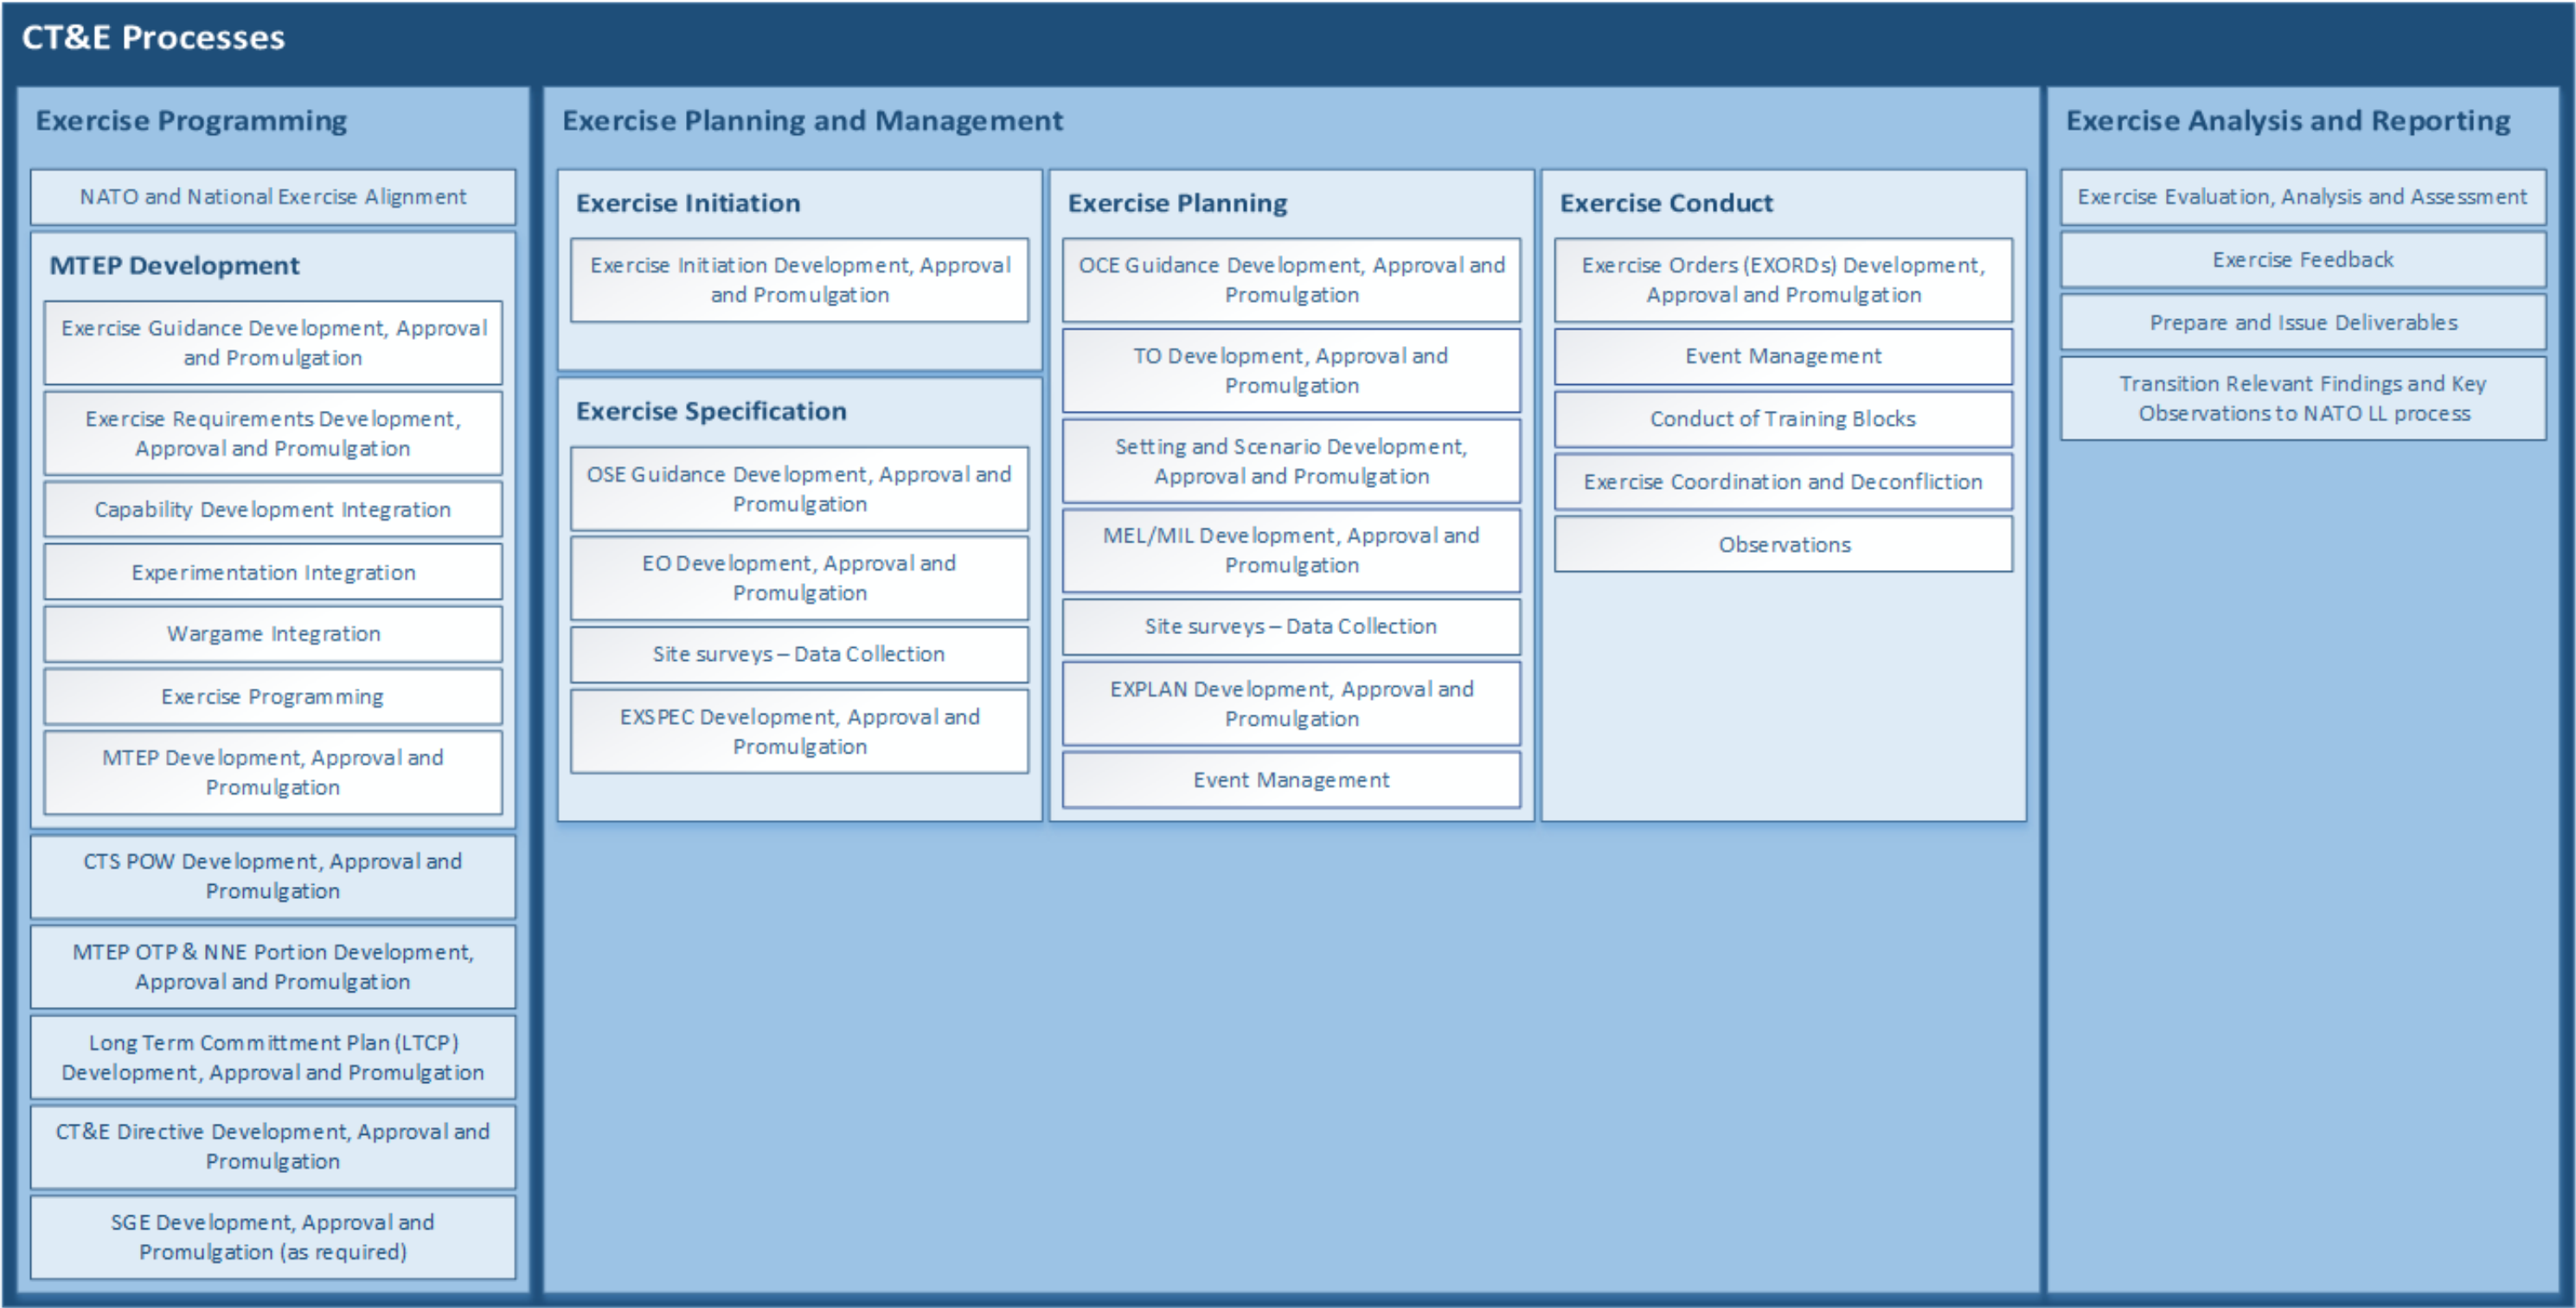 CT&E Processes
Exercise Programming
NATO and National Exercise Alignment
MTEP Development
Exercise Guidance Development, Approval
and Promulgation
Exercise Requirements Development,
Approval and Promulgation
Capability Development Integration
Experimentation Integration
Wargame Integration
Exercise Programming
MTEP Development, Approval and
Promulgation
CTS POW Development, Approval and
Promulgation
MTEP OTP & NNE Portion Development,
Approval and Promulgation
Long Term Committment Plan (LTCP)
Development, Approval and Promulgation
CT&E Directive Development, Approval and
Promulgation
SGE Development, Approval and
Promulgation (as required)
Exercise Planning and Management
Exercise Initiation
Exercise Initiation Development, Approval
and Promulgation
Exercise Specification
OSE Guidance Development, Approval and
Promulgation
EO Development, Approval and
Promulgation
Site surveys – Data Collection
EXSPEC Development, Approval and
Promulgation
Exercise Planning
OCE Guidance Development, Approval and
Promulgation
TO Development, Approval and
Promulgation
Setting and Scenario Development,
Approval and Promulgation
MEL/MIL Development, Approval and
Promulgation
Site surveys – Data Collection
EXPLAN Development, Approval and
Promulgation
Event Management
Exercise Conduct
Exercise Orders (EXORDs) Development,
Approval and Promulgation
Event Management
Conduct of Training Blocks
Exercise Coordination and Deconfliction
Observations
Exercise Analysis and Reporting
Exercise Evaluation, Analysis and Assessment
Exercise Feedback
Prepare and Issue Deliverables
Transition Relevant Findings and Key
Observations to NATO LL process